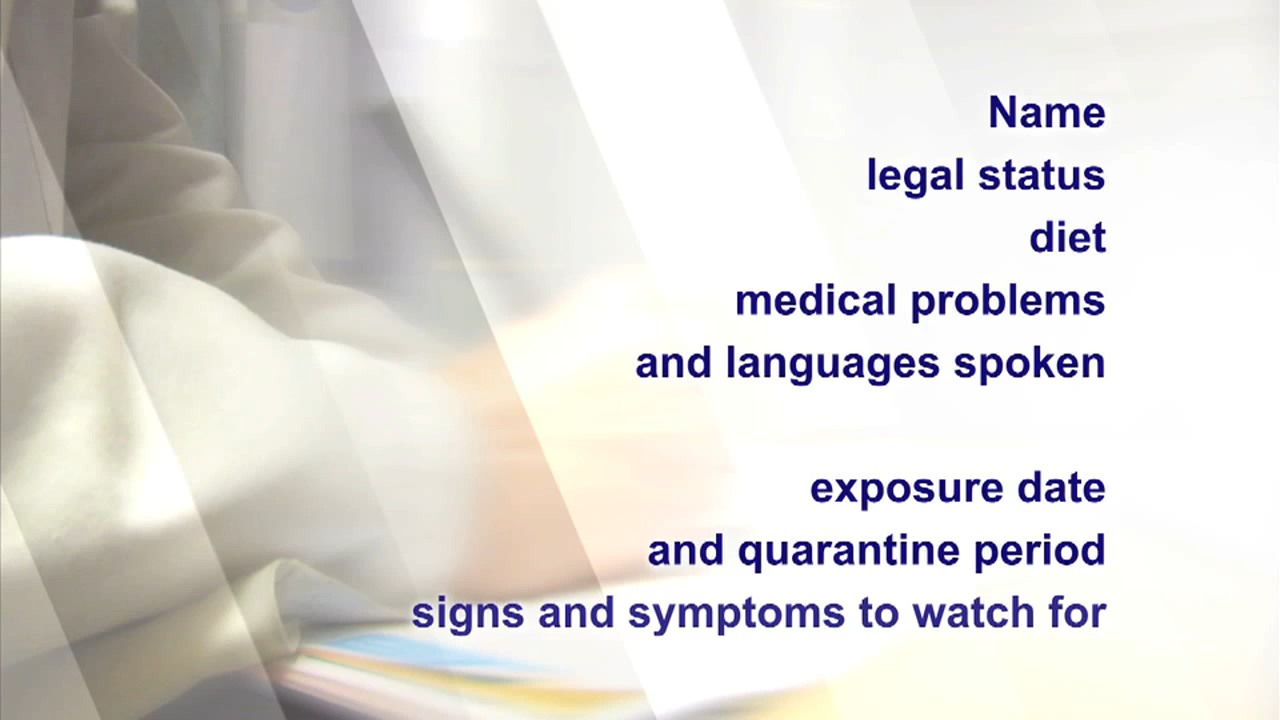 Name
legal status
diet
medical problems
and languages spoken
exposure date
and quarantine period
signs and symptoms to watch for